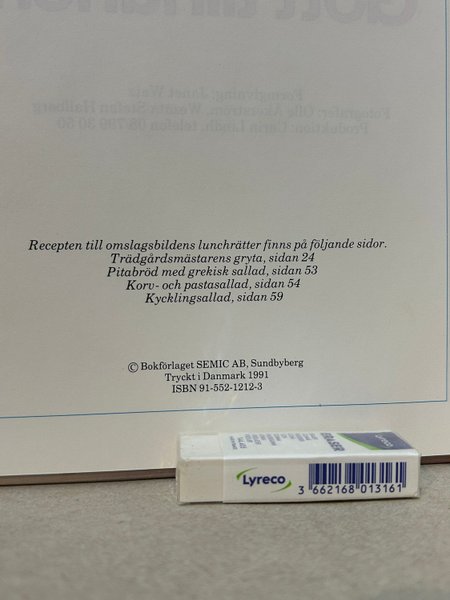 Recepten till omslagsbildens lunchrätter finns på följande sidor.
Trädgårdsmästarens gryta, sidan 24
Pitabröd med grekisk sallad, sidan 53
Korv- och pastasallad, sidan 54
Kycklingsallad, sidan 59
© Bokförlaget SEMIC AB, Sundbyberg
Tryckt i Danmark 1991
ISBN 91-552-1212-3
ERASER
Lyreco
Lyreco
3 662168 013161